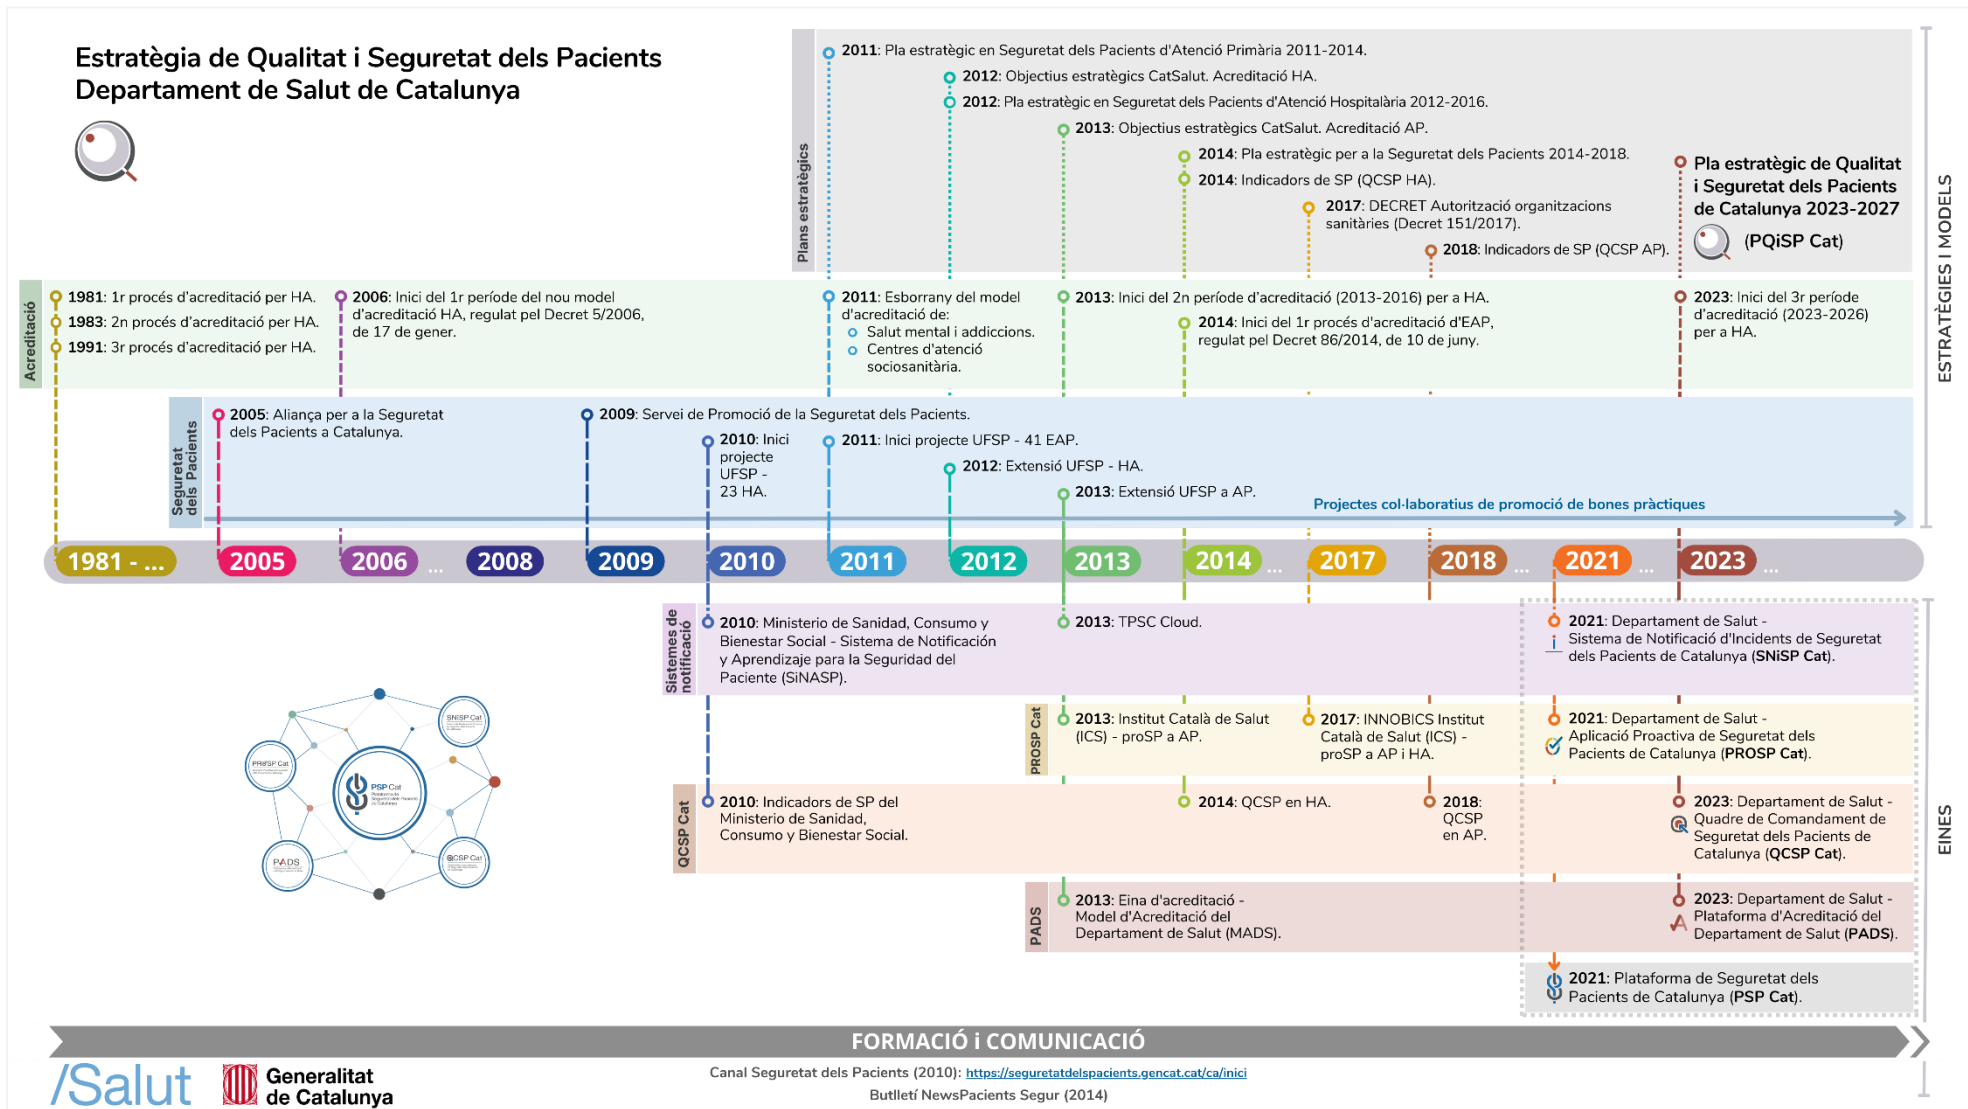 Estratègia de Qualitat i Seguretat dels Pacients
Departament de Salut de Catalunya
Plans estratègics
2011: Pla estratègic en Seguretat dels Pacients d'Atenció Primària 2011-2014.
2012: Objectius estratègics CatSalut. Acreditació HA.
2012: Pla estratègic en Seguretat dels Pacients d'Atenció Hospitalària 2012-2016.
2013: Objectius estratègics CatSalut. Acreditació AP.
2014: Pla estratègic per a la Seguretat dels Pacients 2014-2018.
2014: Indicadors de SP (QCSP HA).
2017: DECRET Autorització organitzacions
sanitàries (Decret 151/2017).
2018: Indicadors de SP (QCSP AP).
Pla estratègic de Qualitat
i Seguretat dels Pacients
de Catalunya 2023-2027
(PQiSP Cat)
ESTRATÈGIES I MODELS
Acreditació
1981: 1r procés d'acreditació per HA.
1983: 2n procés d'acreditació per HA.
1991: 3r procés d'acreditació per HA.
2006: Inici del 1r període del nou model
d'acreditació HA, regulat pel Decret 5/2006,
de 17 de gener.
2011: Esborrany del model
d'acreditació de:
Salut mental i addiccions.
Centres d'atenció
sociosanitària.
2013: Inici del 2n període d'acreditació (2013-2016) per a HA.
2014: Inici del 1r procés d'acreditació d'EAP,
regulat pel Decret 86/2014, de 10 de juny.
2023: Inici del 3r període
d'acreditació (2023-2026)
per a HA.
Seguretat
dels Pacients
2005: Aliança per a la Seguretat
dels Pacients a Catalunya.
2009: Servei de Promoció de la Seguretat dels Pacients.
2010: Inici
projecte
UFSP -
23 HA.
2011: Inici projecte UFSP - 41 EAP.
2012: Extensió UFSP - HA.
2013: Extensió UFSP a AP.
Projectes col·laboratius de promoció de bones pràctiques
1981 - ...
2005
2006
...
2008
2009
2010
2011
2012
2013
2014
...
2017
2018
...
2021
...
2023
...
Sistemes de
notificació
2010: Ministerio de Sanidad, Consumo y
Bienestar Social - Sistema de Notificación
y Aprendizaje para la Seguridad del
Paciente (SiNASP).
2013: TPSC Cloud.
2021: Departament de Salut -
Sistema de Notificació d'Incidents de Seguretat
dels Pacients de Catalunya (SNiSP Cat).
PROSP Cat
2013: Institut Català de Salut
(ICS) - proSP a AP.
2017: INNOBICS Institut
Català de Salut (ICS) -
proSP a AP i HA.
2021: Departament de Salut -
Aplicació Proactiva de Seguretat dels
Pacients de Catalunya (PROSP Cat).
QCSP Cat
2010: Indicadors de SP del
Ministerio de Sanidad,
Consumo y Bienestar Social.
2014: QCSP en HA.
2018:
QCSP
en AP.
2023: Departament de Salut -
Quadre de Comandament de
Seguretat dels Pacients de
Catalunya (QCSP Cat).
PADS
2013: Eina d'acreditació -
Model d'Acreditació del
Departament de Salut (MADS).
2023: Departament de Salut -
Plataforma d'Acreditació del
Departament de Salut (PADS).
2021: Plataforma de Seguretat dels
Pacients de Catalunya (PSP Cat).
EINES
SNiSP Cat
PROSP Cat
PSP Cat
Plataforma de
Seguretat dels Pacients
de Catalunya
PADS
QCSP Cat
FORMACIÓ i COMUNICACIÓ
Canal Seguretat dels Pacients (2010): https://seguretatdelspacients.gencat.cat/ca/inici
Butlletí NewsPacients Segur (2014)
/Salut
Generalitat
de Catalunya